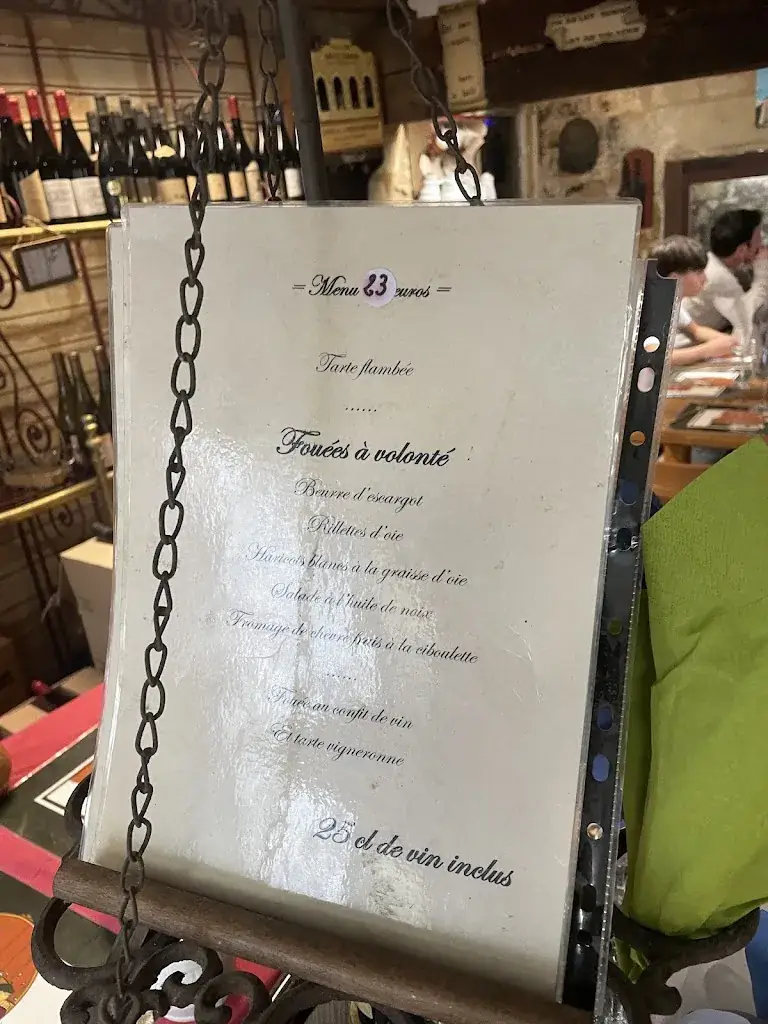 = Menu 23 euros =
Tarte flambée
......
Fouées à volonté
Beurre d'escargot
Rillettes d'oie
Haricots blancs à la graisse d'oie
Salade à l'huile de noix
Fromage de chèvre frais à la ciboulette
......
Fouée au confit de vin
Et tarte vigneronne
25 cl de vin inclus